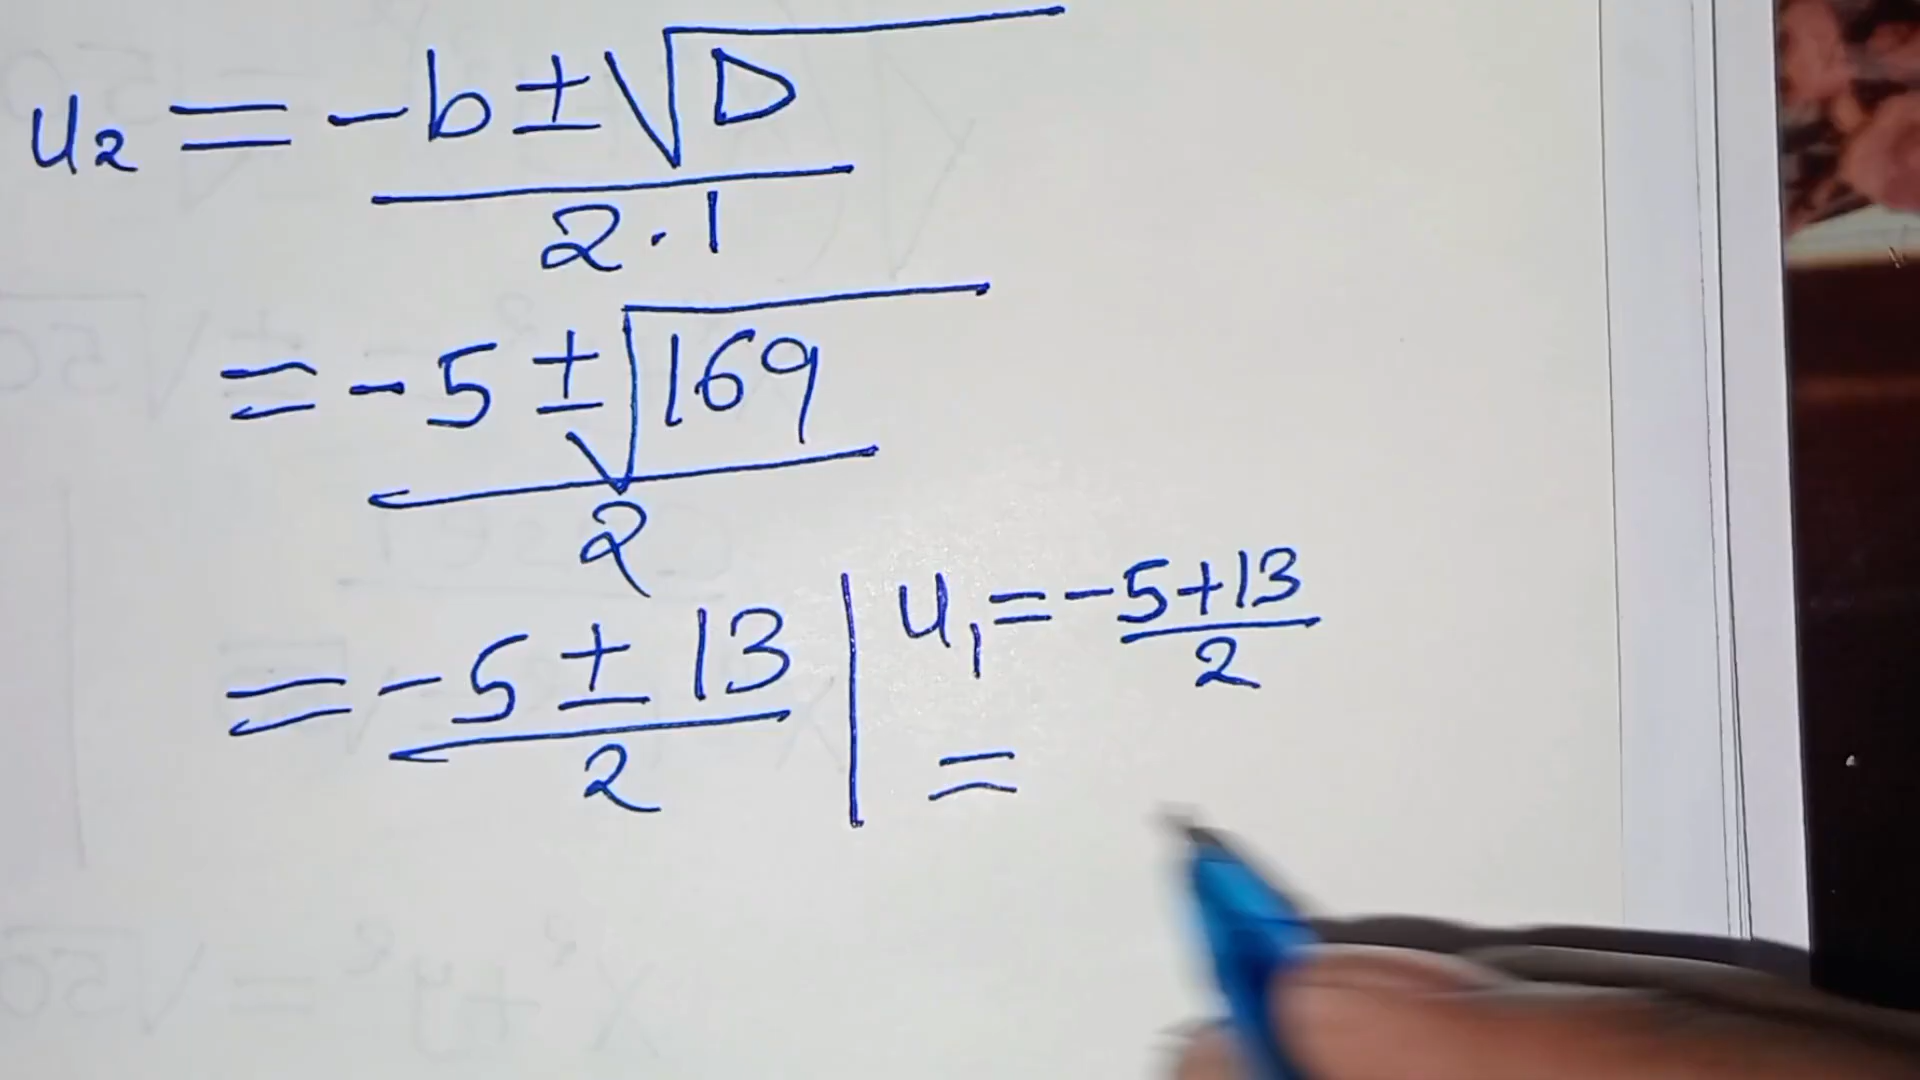 u₂ = -b ± √D
2 · 1
= -5 ± √169
2
= -5 ± 13
2
u₁ = -5+13
2
=